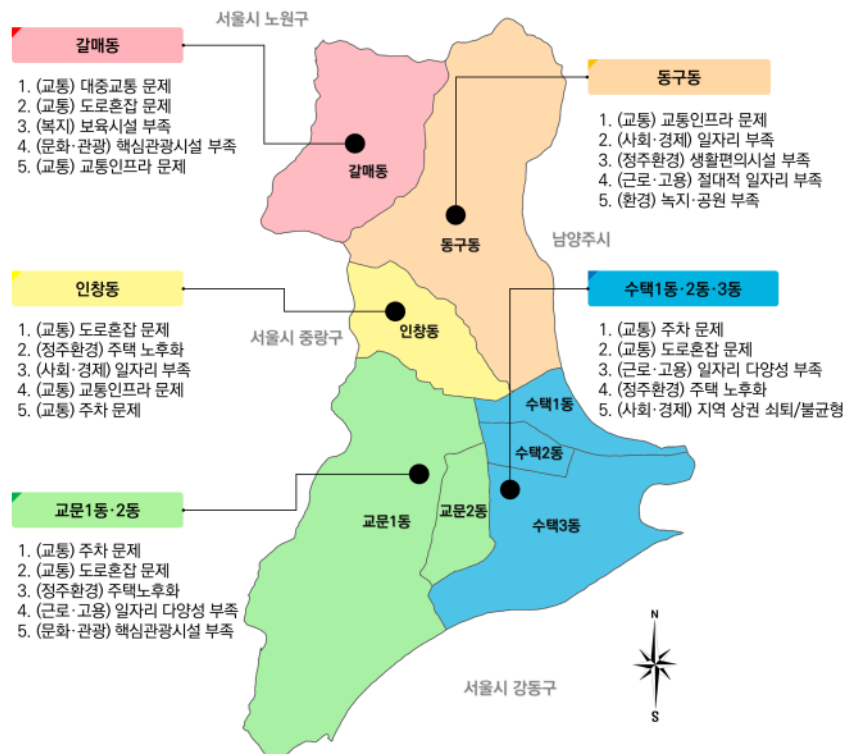 서울시 노원구
갈매동
1. (교통) 대중교통 문제
2. (교통) 도로혼잡 문제
3. (복지) 보육시설 부족
4. (문화·관광) 핵심관광시설 부족
5. (교통) 교통인프라 문제
동구동
1. (교통) 교통인프라 문제
2. (사회·경제) 일자리 부족
3. (정주환경) 생활편의시설 부족
4. (근로·고용) 절대적 일자리 부족
5. (환경) 녹지·공원 부족
갈매동
동구동
남양주시
인창동
1. (교통) 도로혼잡 문제
2. (정주환경) 주택 노후화
3. (사회·경제) 일자리 부족
4. (교통) 교통인프라 문제
5. (교통) 주차 문제
서울시 중랑구
인창동
수택1동·2동·3동
1. (교통) 주차 문제
2. (교통) 도로혼잡 문제
3. (근로·고용) 일자리 다양성 부족
4. (정주환경) 주택 노후화
5. (사회·경제) 지역 상권 쇠퇴/불균형
수택1동
수택2동
교문1동·2동
1. (교통) 주차 문제
2. (교통) 도로혼잡 문제
3. (정주환경) 주택노후화
4. (근로·고용) 일자리 다양성 부족
5. (문화·관광) 핵심관광시설 부족
교문1동
교문2동
수택3동
서울시 강동구
N
S